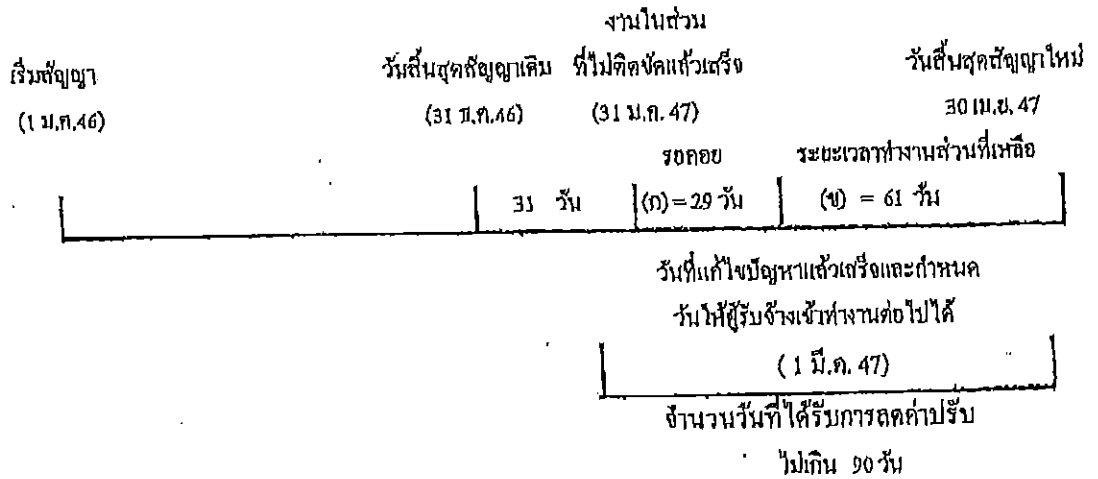 งานในส่วน
เริ่มสัญญา วันสิ้นสุดสัญญาเดิม ที่ไม่ติดขัดแล้วเสร็จ วันสิ้นสุดสัญญาใหม่
(1 ม.ค.46) (31 ธ.ค.46) (31 ม.ค. 47) 30 เม.ย. 47
รอคอย ระยะเวลาทำงานส่วนที่เหลือ
31 วัน (ก) = 29 วัน (ข) = 61 วัน
วันที่แก้ไขปัญหาแล้วเสร็จและกำหนด
วันให้ผู้รับจ้างเข้าทำงานต่อไปได้
( 1 มี.ค. 47)
จำนวนวันที่ได้รับการลดค่าปรับ
ไม่เกิน 90 วัน